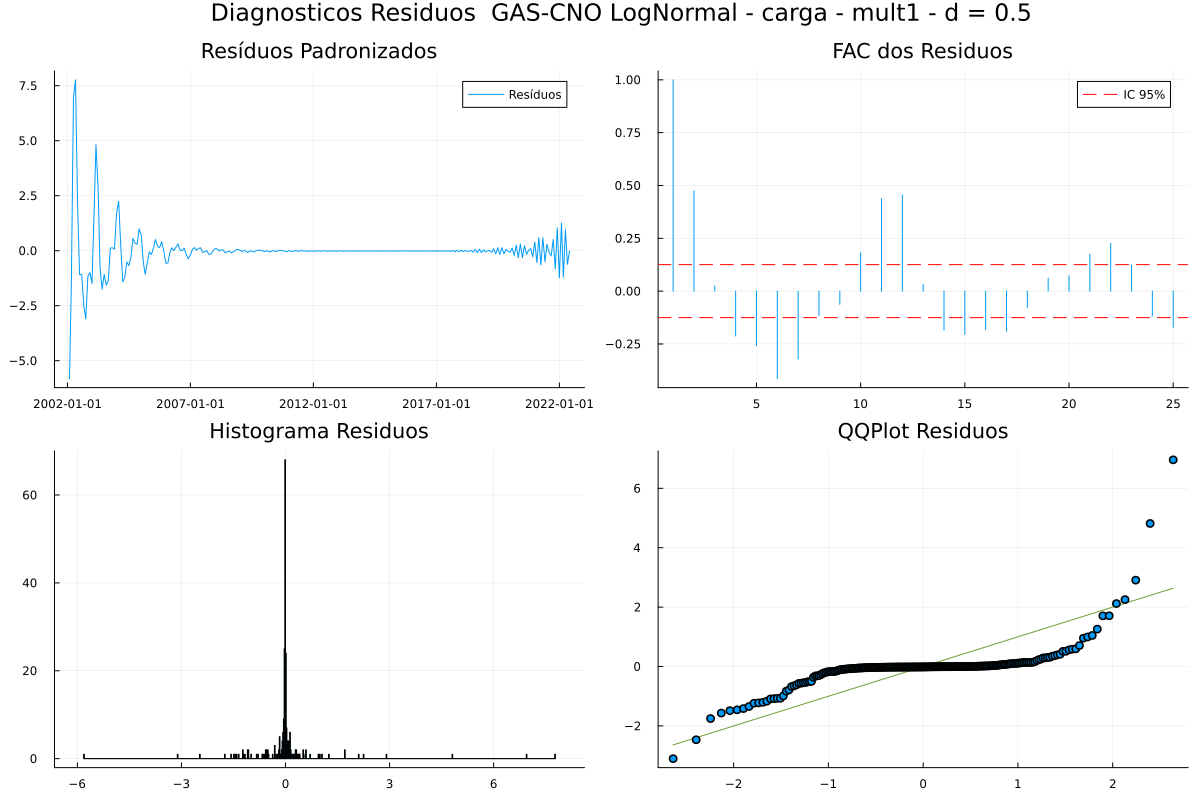 Diagnosticos Residuos  GAS-CNO LogNormal - carga - mult1 - d = 0.5
Resíduos Padronizados
7.5
5.0
2.5
0.0
−2.5
−5.0
Resíduos
2002-01-01 2007-01-01 2012-01-01 2017-01-01 2022-01-01
FAC dos Residuos
1.00
0.75
0.50
0.25
0.00
−0.25
IC 95%
5 10 15 20 25
Histograma Residuos
60
40
20
0
−6 −3 0 3 6
QQPlot Residuos
6
4
2
0
−2
−2 −1 0 1 2